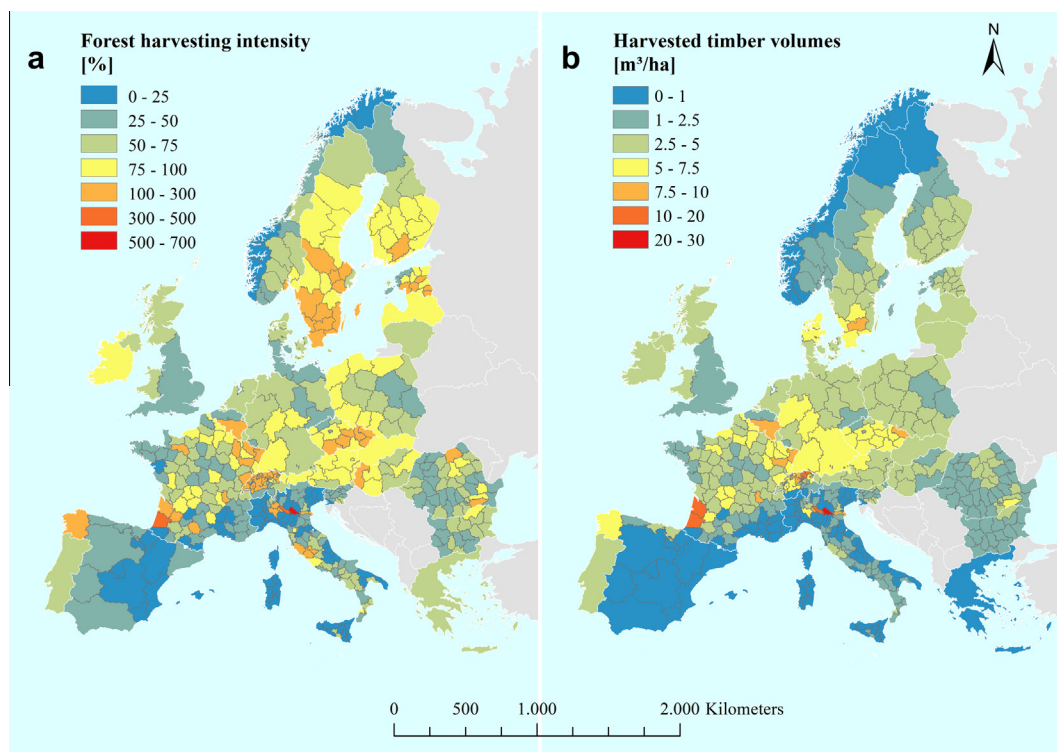 a
Forest harvesting intensity
[%]
0 - 25
25 - 50
50 - 75
75 - 100
100 - 300
300 - 500
500 - 700
b
Harvested timber volumes
[m³/ha]
0 - 1
1 - 2.5
2.5 - 5
5 - 7.5
7.5 - 10
10 - 20
20 - 30
N
0 500 1.000 2.000 Kilometers